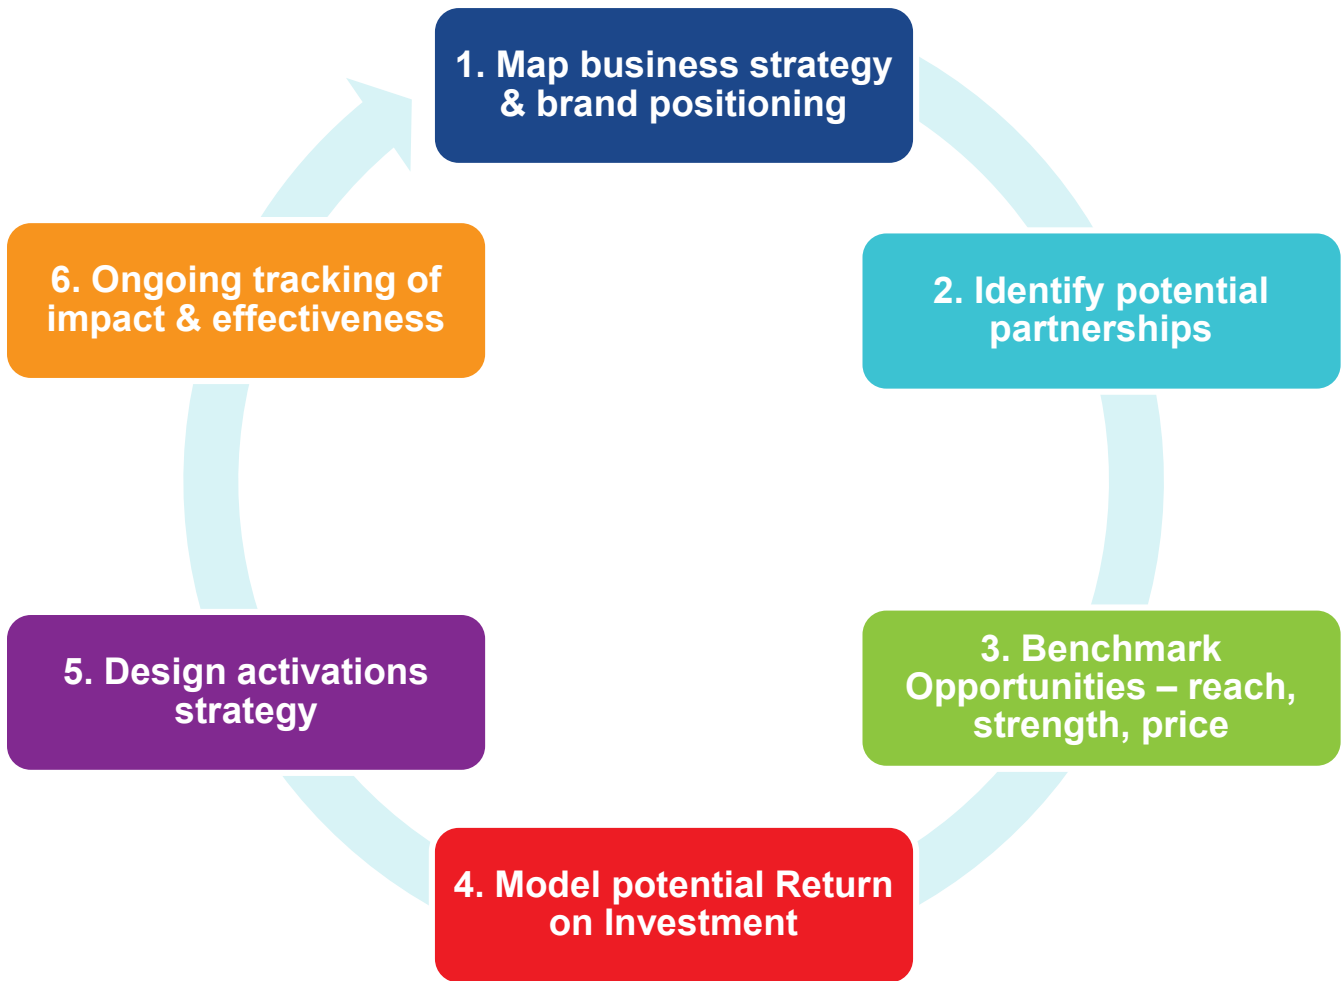 1. Map business strategy
& brand positioning
2. Identify potential
partnerships
3. Benchmark
Opportunities – reach,
strength, price
4. Model potential Return
on Investment
5. Design activations
strategy
6. Ongoing tracking of
impact & effectiveness